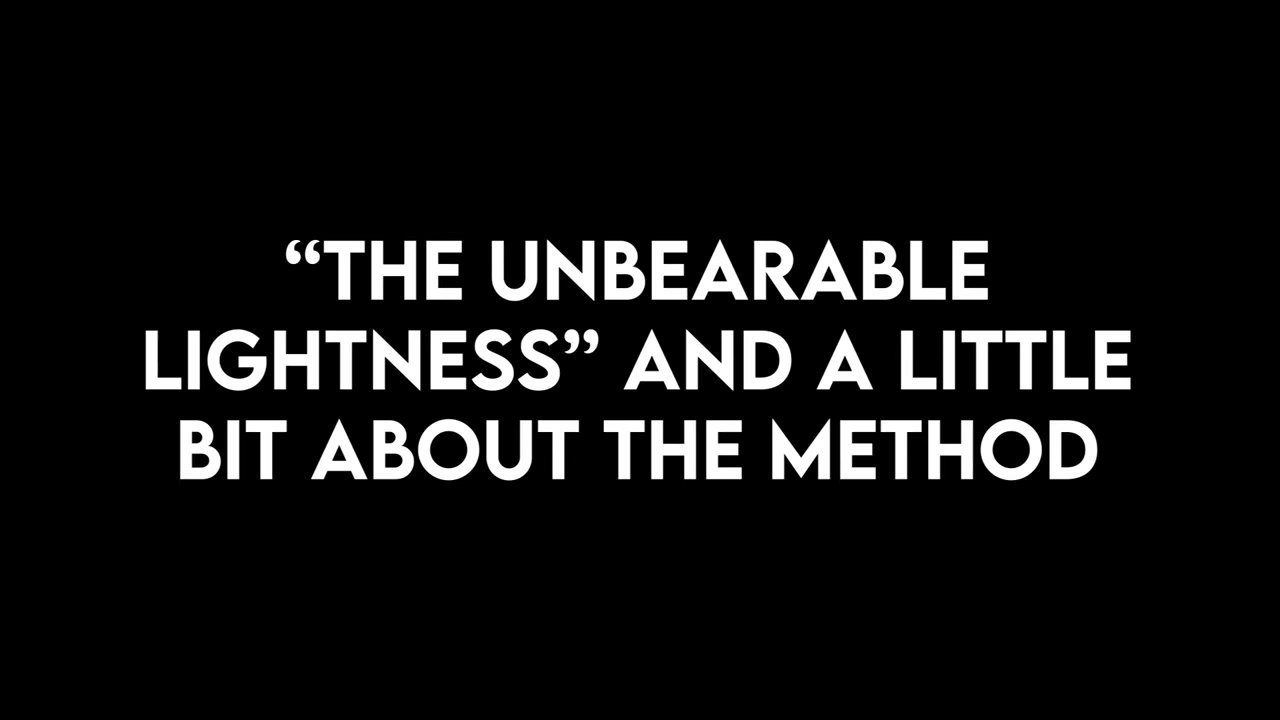 “THE UNBEARABLE
LIGHTNESS” AND A LITTLE
BIT ABOUT THE METHOD